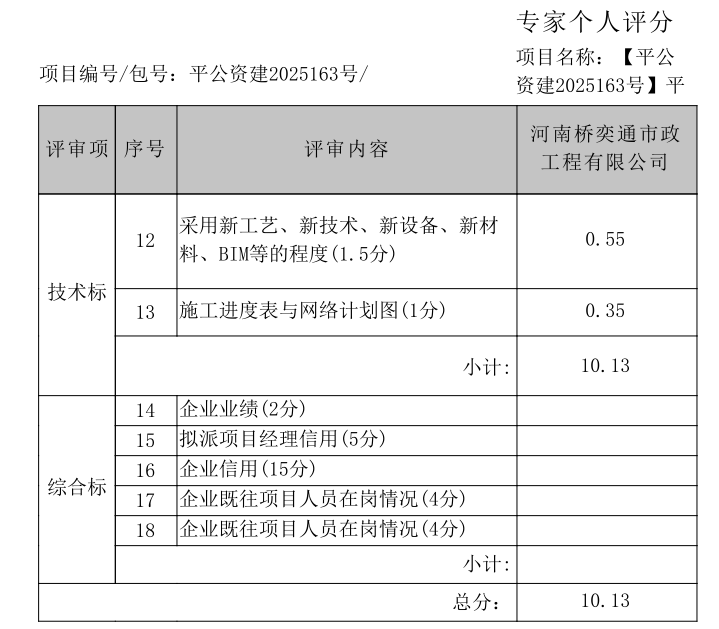 专家个人评分
项目编号/包号：平公资建2025163号/
项目名称：【平公
资建2025163号】平
评审项 序号 评审内容 河南桥奕通市政
工程有限公司
技术标
12 采用新工艺、新技术、新设备、新材
料、BIM等的程度(1.5分) 0.55
13 施工进度表与网络计划图(1分) 0.35
小计: 10.13
综合标
14 企业业绩(2分)
15 拟派项目经理信用(5分)
16 企业信用(15分)
17 企业既往项目人员在岗情况(4分)
18 企业既往项目人员在岗情况(4分)
小计:
总分： 10.13